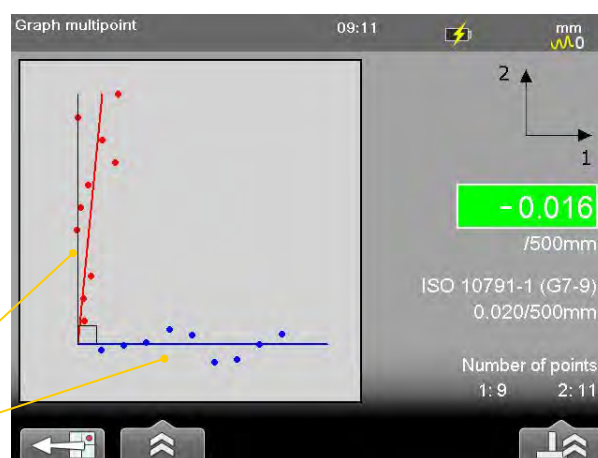 Graph multipoint 09:11 mm
0
2
1
-0.016
/500mm
ISO 10791-1 (G7-9)
0.020/500mm
Number of points
1: 9 2: 11